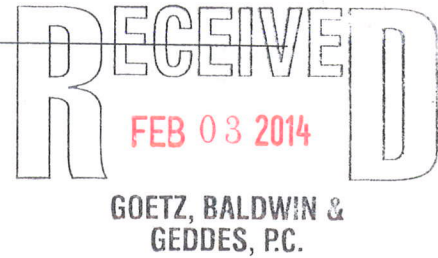 RECEIVED
FEB 03 2014
GOETZ, BALDWIN &
GEDDES, P.C.